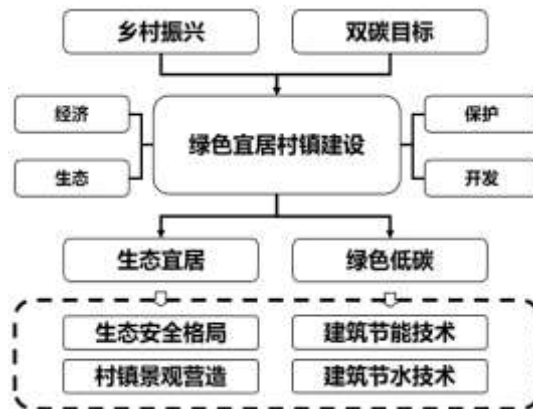 乡村振兴
双碳目标
经济
保护
绿色宜居村镇建设
生态
开发
生态宜居
绿色低碳
生态安全格局
建筑节能技术
村镇景观营造
建筑节水技术